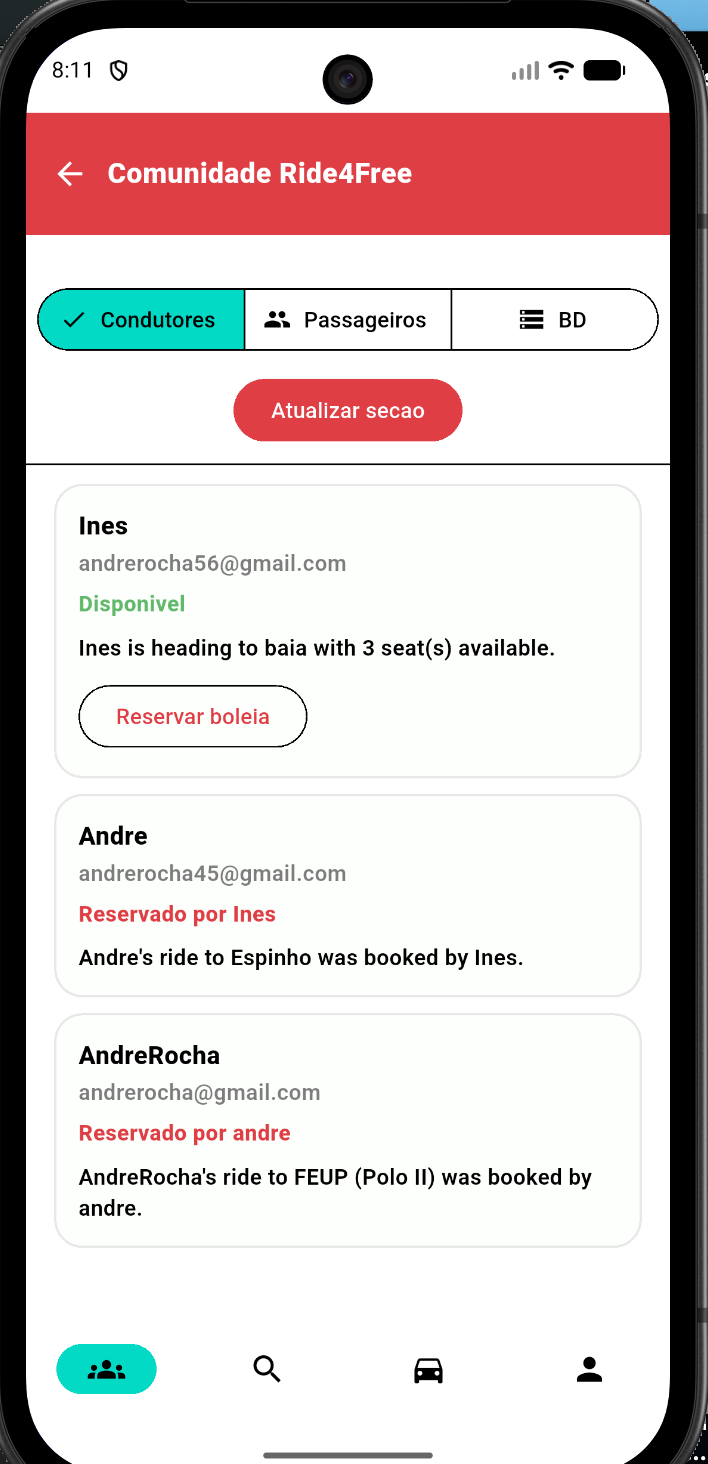 8:11
Comunidade Ride4Free
Condutores
Passageiros
BD
Atualizar secao
Ines
andrerocha56@gmail.com
Disponivel
Ines is heading to baia with 3 seat(s) available.
Reservar boleia
Andre
andrerocha45@gmail.com
Reservado por Ines
Andre's ride to Espinho was booked by Ines.
AndreRocha
andrerocha@gmail.com
Reservado por andre
AndreRocha's ride to FEUP (Polo II) was booked by
andre.